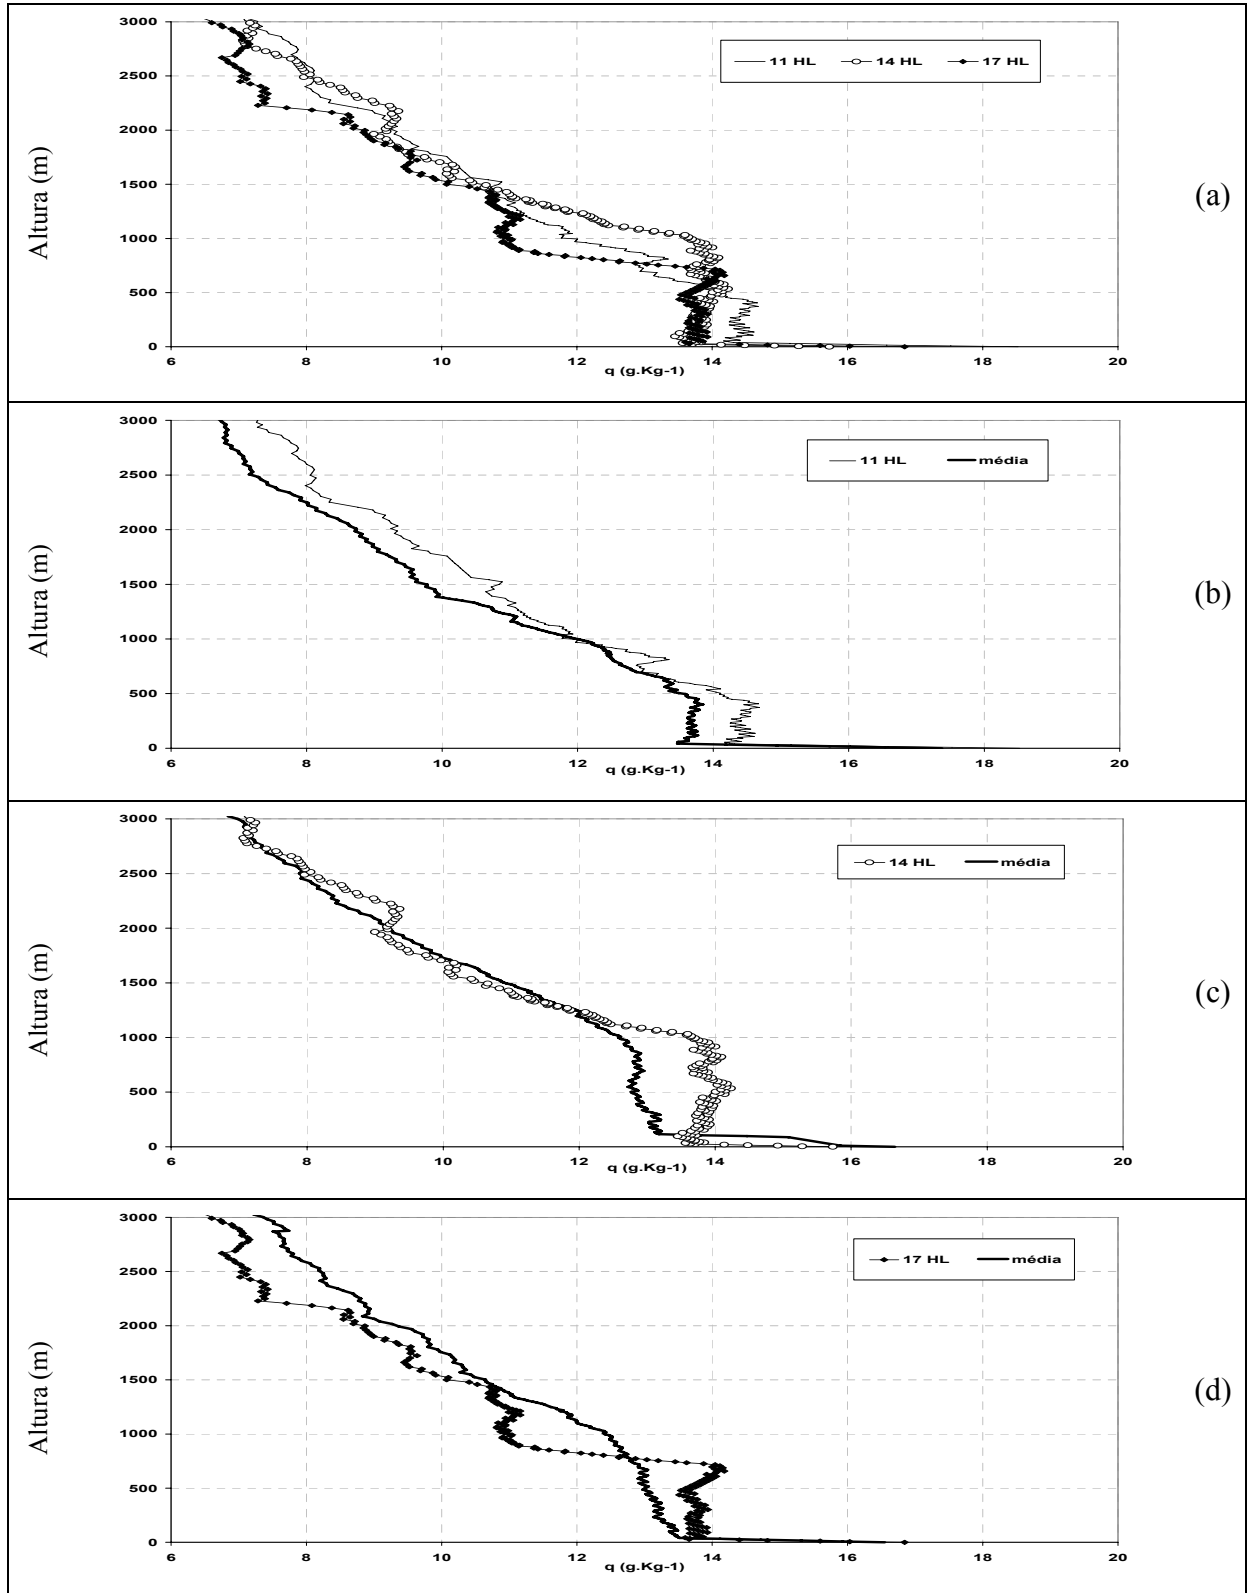 3000
2500
2000
1500
1000
500
0
Altura (m)
11 HL 14 HL 17 HL
(a)
6 8 10 12 14 16 18 20
q (g.Kg-1)
3000
2500
2000
1500
1000
500
0
Altura (m)
11 HL média
(b)
6 8 10 12 14 16 18 20
q (g.Kg-1)
3000
2500
2000
1500
1000
500
0
Altura (m)
14 HL média
(c)
6 8 10 12 14 16 18 20
q (g.Kg-1)
3000
2500
2000
1500
1000
500
0
Altura (m)
17 HL média
(d)
6 8 10 12 14 16 18 20
q (g.Kg-1)